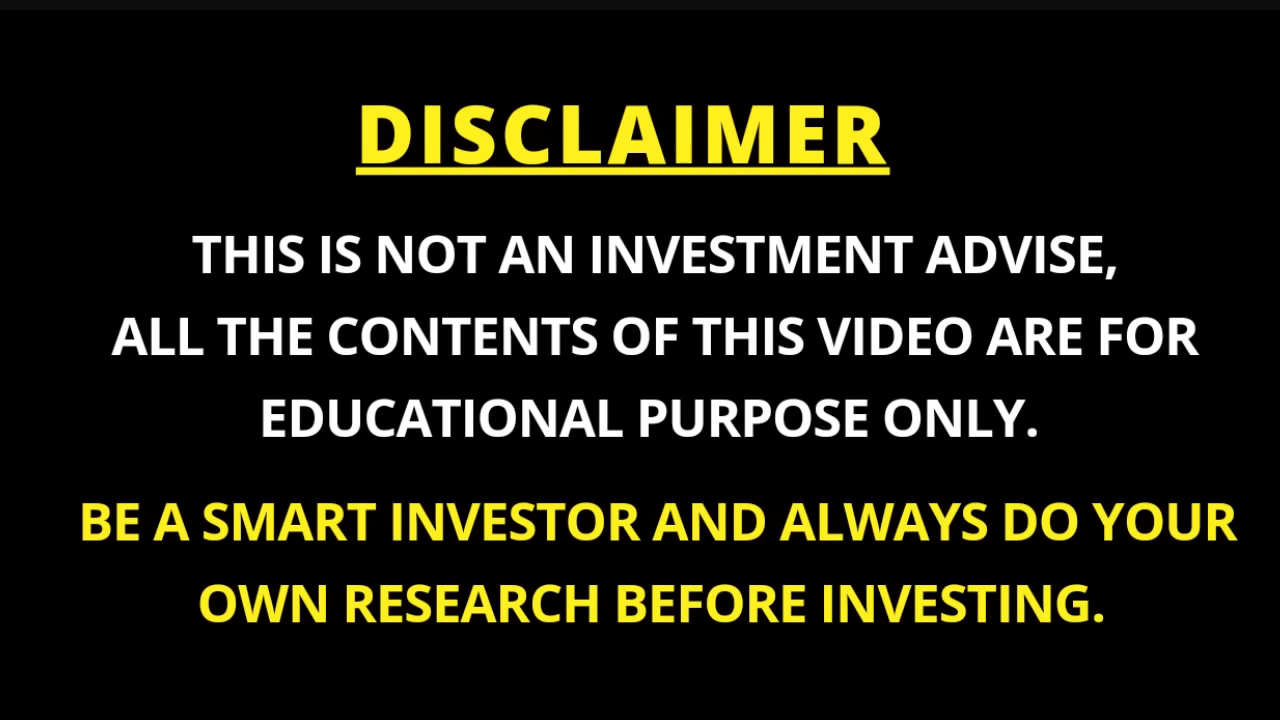 DISCLAIMER
THIS IS NOT AN INVESTMENT ADVISE,
ALL THE CONTENTS OF THIS VIDEO ARE FOR
EDUCATIONAL PURPOSE ONLY.
BE A SMART INVESTOR AND ALWAYS DO YOUR
OWN RESEARCH BEFORE INVESTING.